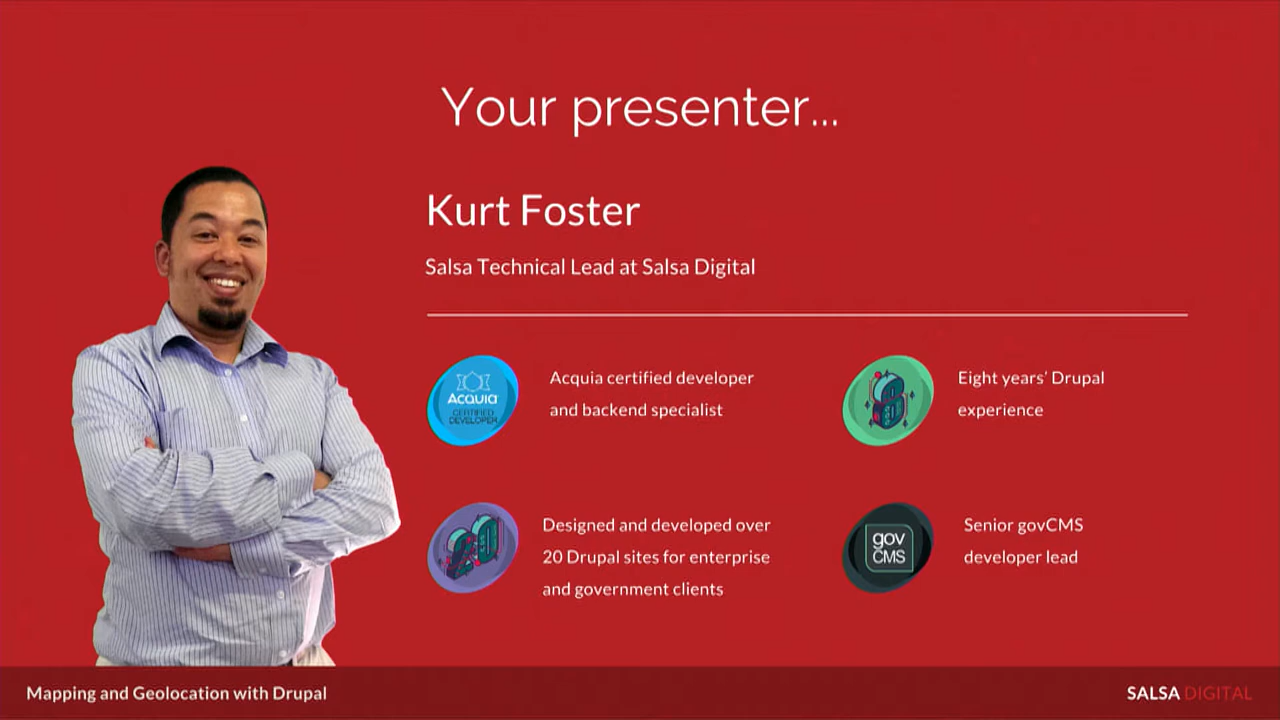 Your presenter...
Kurt Foster
Salsa Technical Lead at Salsa Digital
Acquia
CERTIFIED
DEVELOPER
Acquia certified developer
and backend specialist
8
Eight years' Drupal
experience
20
Designed and developed over
20 Drupal sites for enterprise
and government clients
gov
CMS
Senior govCMS
developer lead
Mapping and Geolocation with Drupal
SALSA DIGITAL